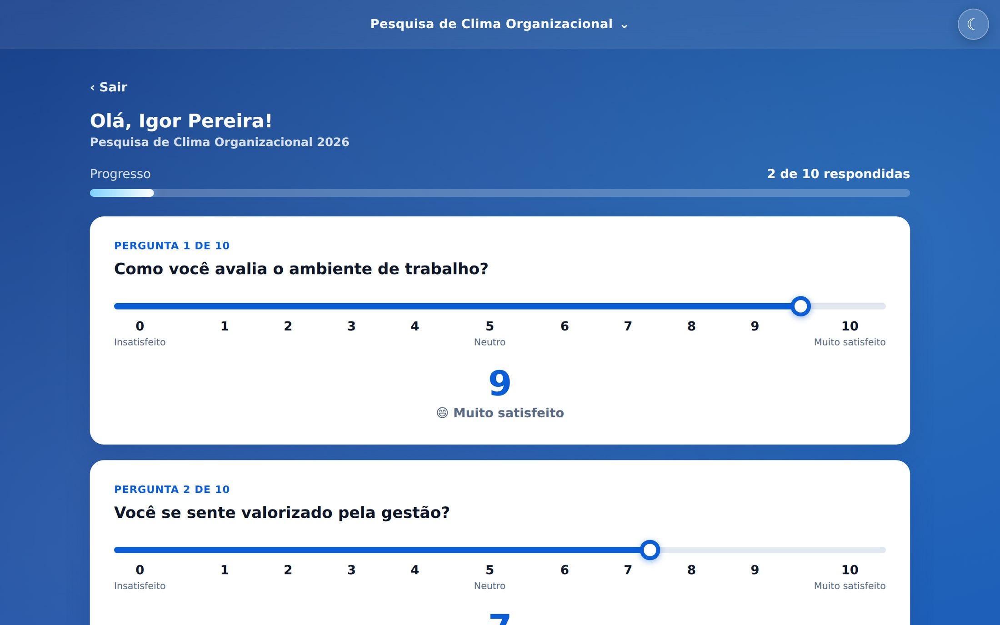 Pesquisa de Clima Organizacional
‹ Sair
Olá, Igor Pereira!
Pesquisa de Clima Organizacional 2026
Progresso 2 de 10 respondidas
PERGUNTA 1 DE 10
Como você avalia o ambiente de trabalho?
0 1 2 3 4 5 6 7 8 9 10
Insatisfeito Neutro Muito satisfeito
9
😄 Muito satisfeito
PERGUNTA 2 DE 10
Você se sente valorizado pela gestão?
0 1 2 3 4 5 6 7 8 9 10
Insatisfeito Neutro Muito satisfeito
7